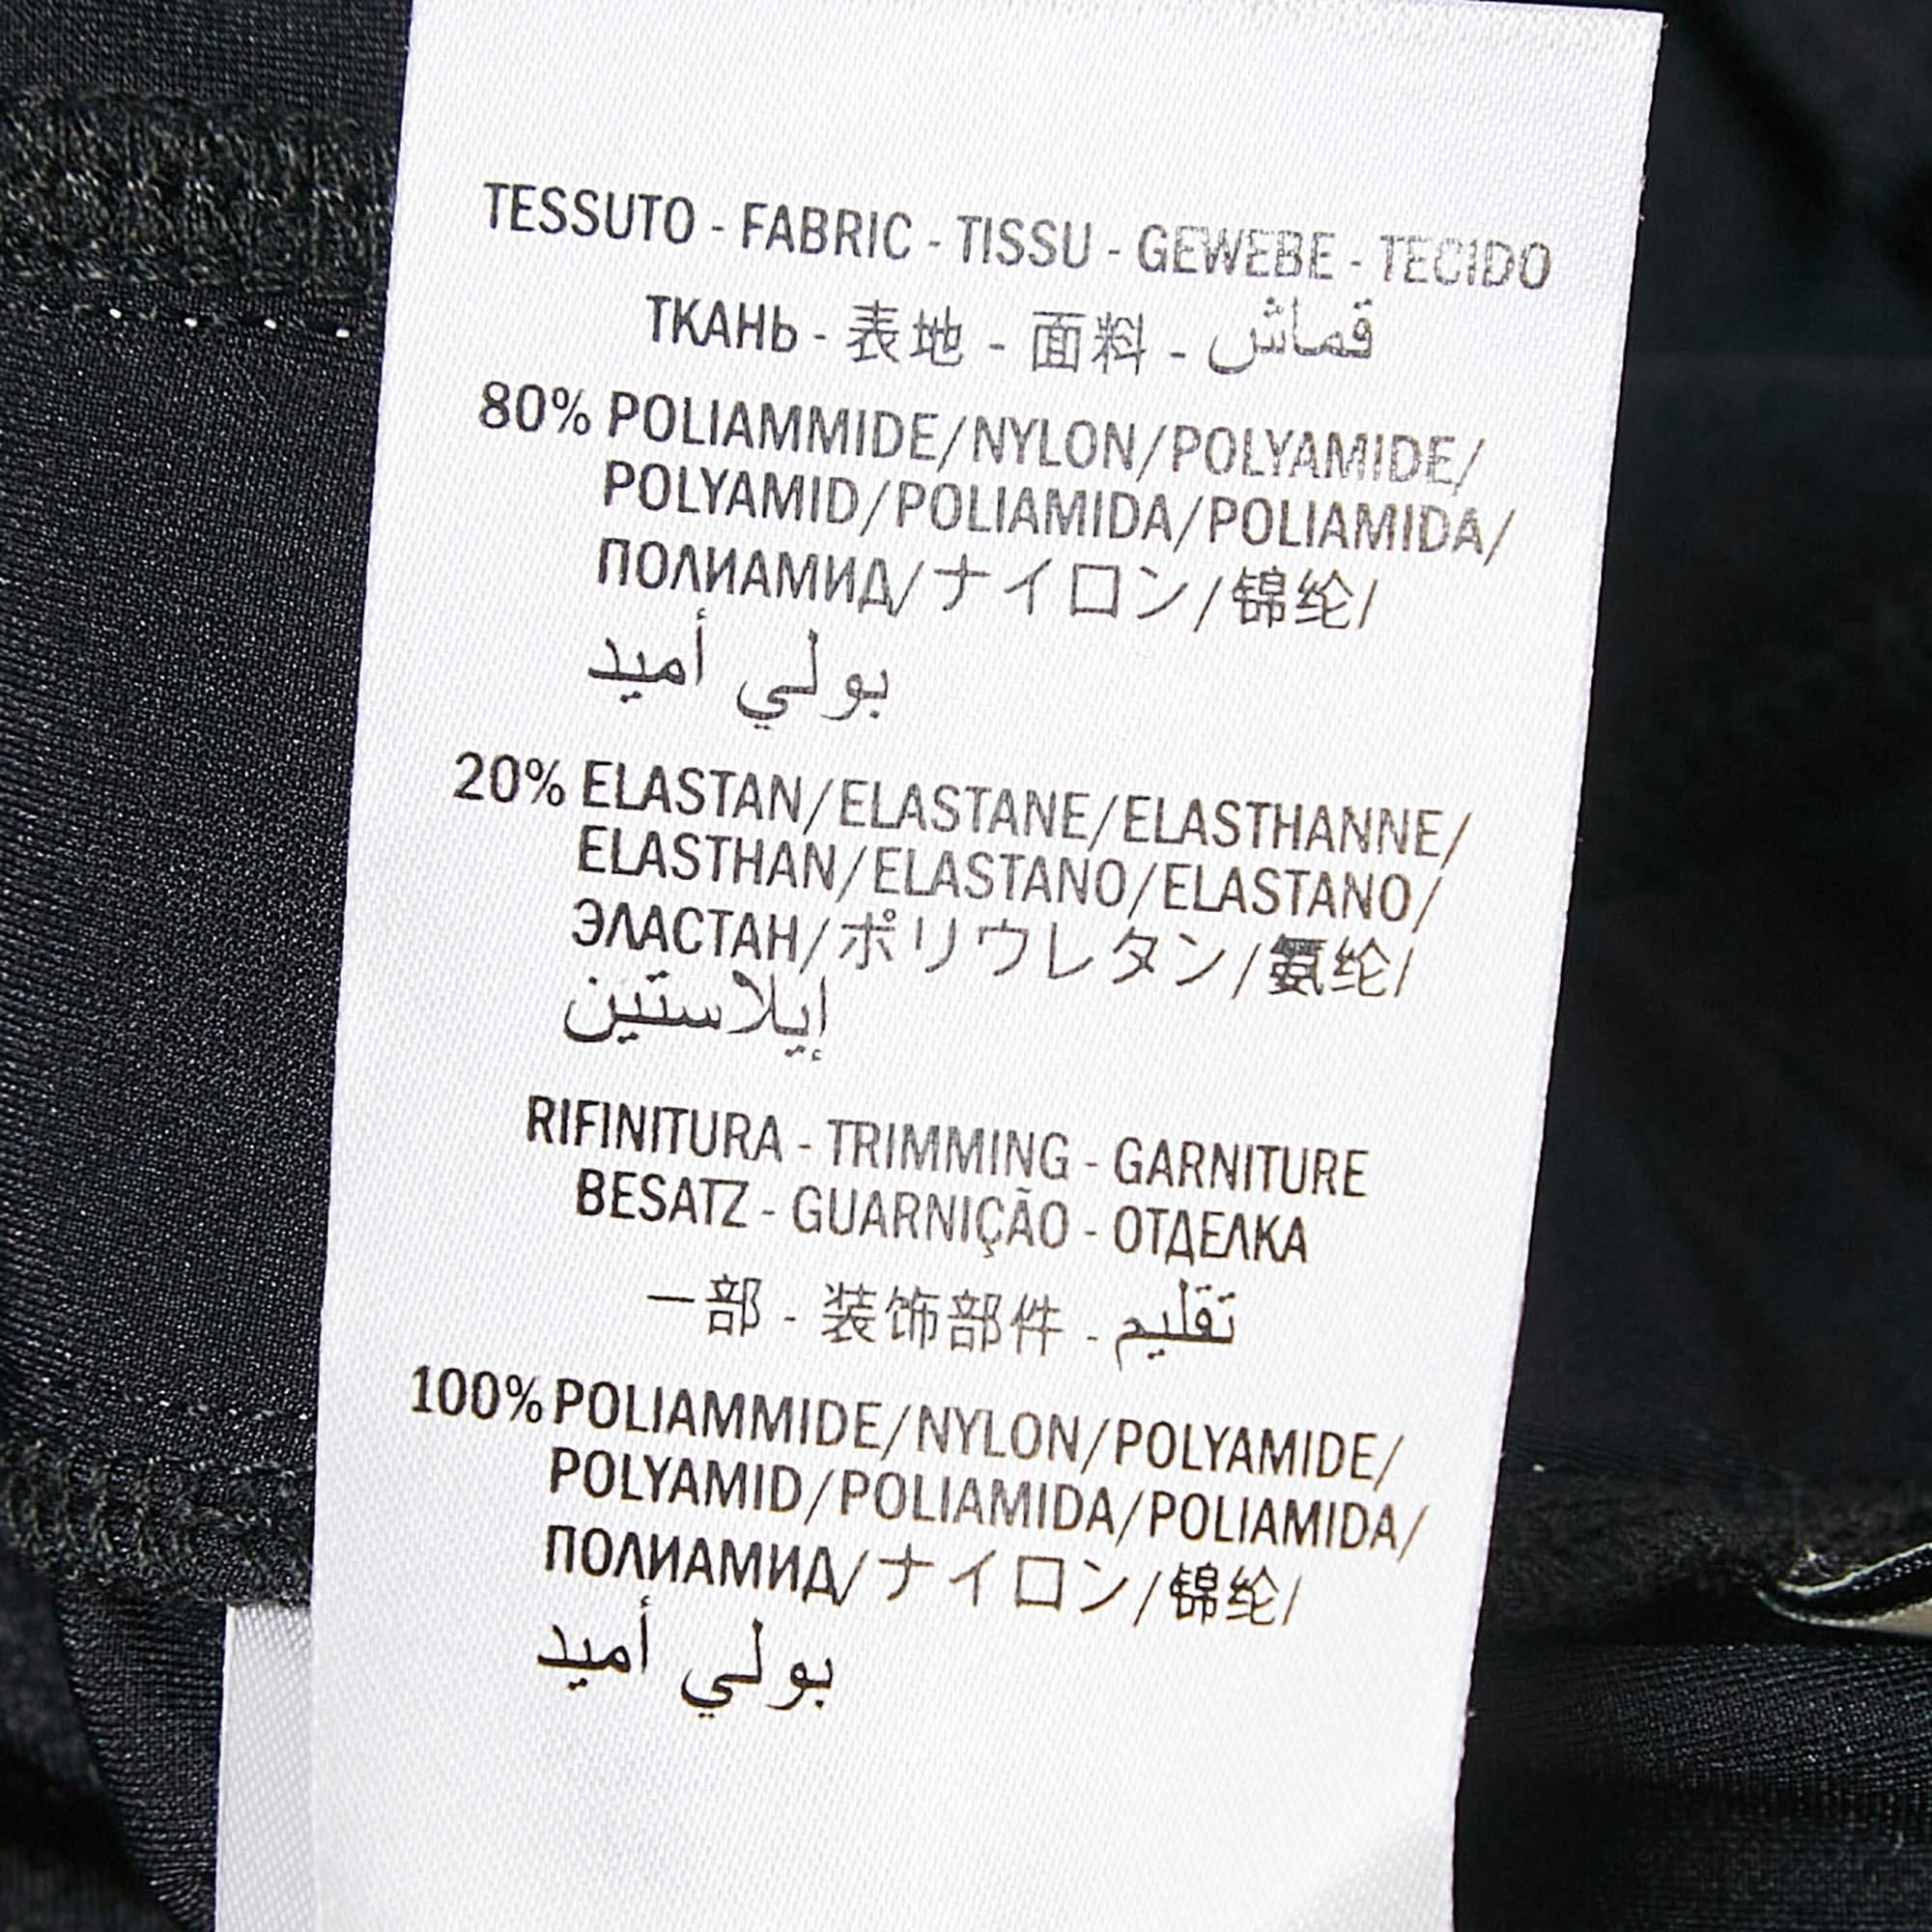 TESSUTO - FABRIC - TISSU - GEWEBE - TECIDO
ТКАНЬ - 表地 - 面料 - قماش
80% POLIAMMIDE/NYLON/POLYAMIDE/
POLYAMID/POLIAMIDA/POLIAMIDA/
ПОЛИАМИД/ナイロン/锦纶/
بولي أميد
20% ELASTAN/ELASTANE/ELASTHANNE/
ELASTHAN/ELASTANO/ELASTANO/
ЭЛАСТАН/ポリウレタン/氨纶/
إيلاستين
RIFINITURA - TRIMMING - GARNITURE
BESATZ - GUARNIÇÃO - ОТДЕЛКА
一部 - 装饰部件 - تقليم
100% POLIAMMIDE/NYLON/POLYAMIDE/
POLYAMID/POLIAMIDA/POLIAMIDA/
ПОЛИАМИД/ナイロン/锦纶/
بولي أميد